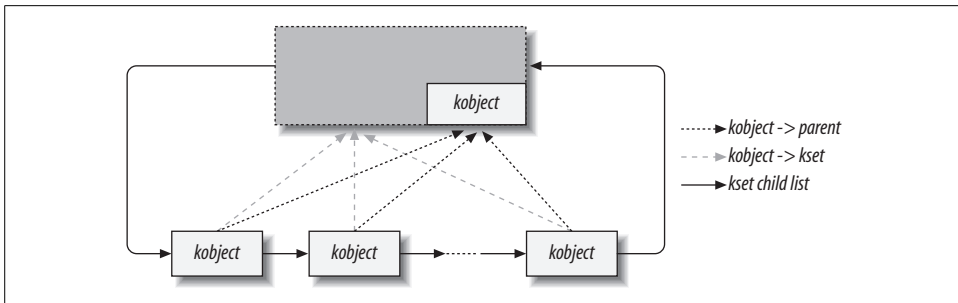 kobject
kobject -> parent
kobject -> kset
kset child list
kobject
kobject
kobject